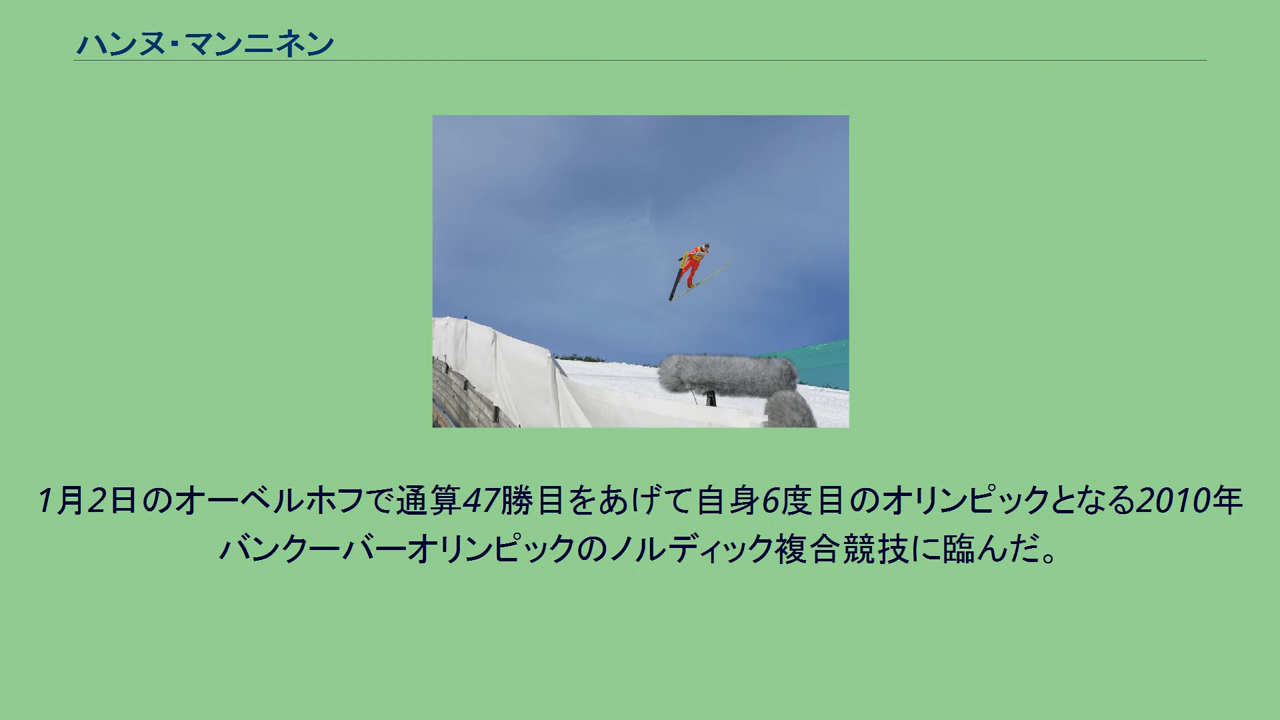 ハンヌ・マンニネン
1月2日のオーベルホフで通算47勝目をあげて自身6度目のオリンピックとなる2010年
バンクーバーオリンピックのノルディック複合競技に臨んだ。